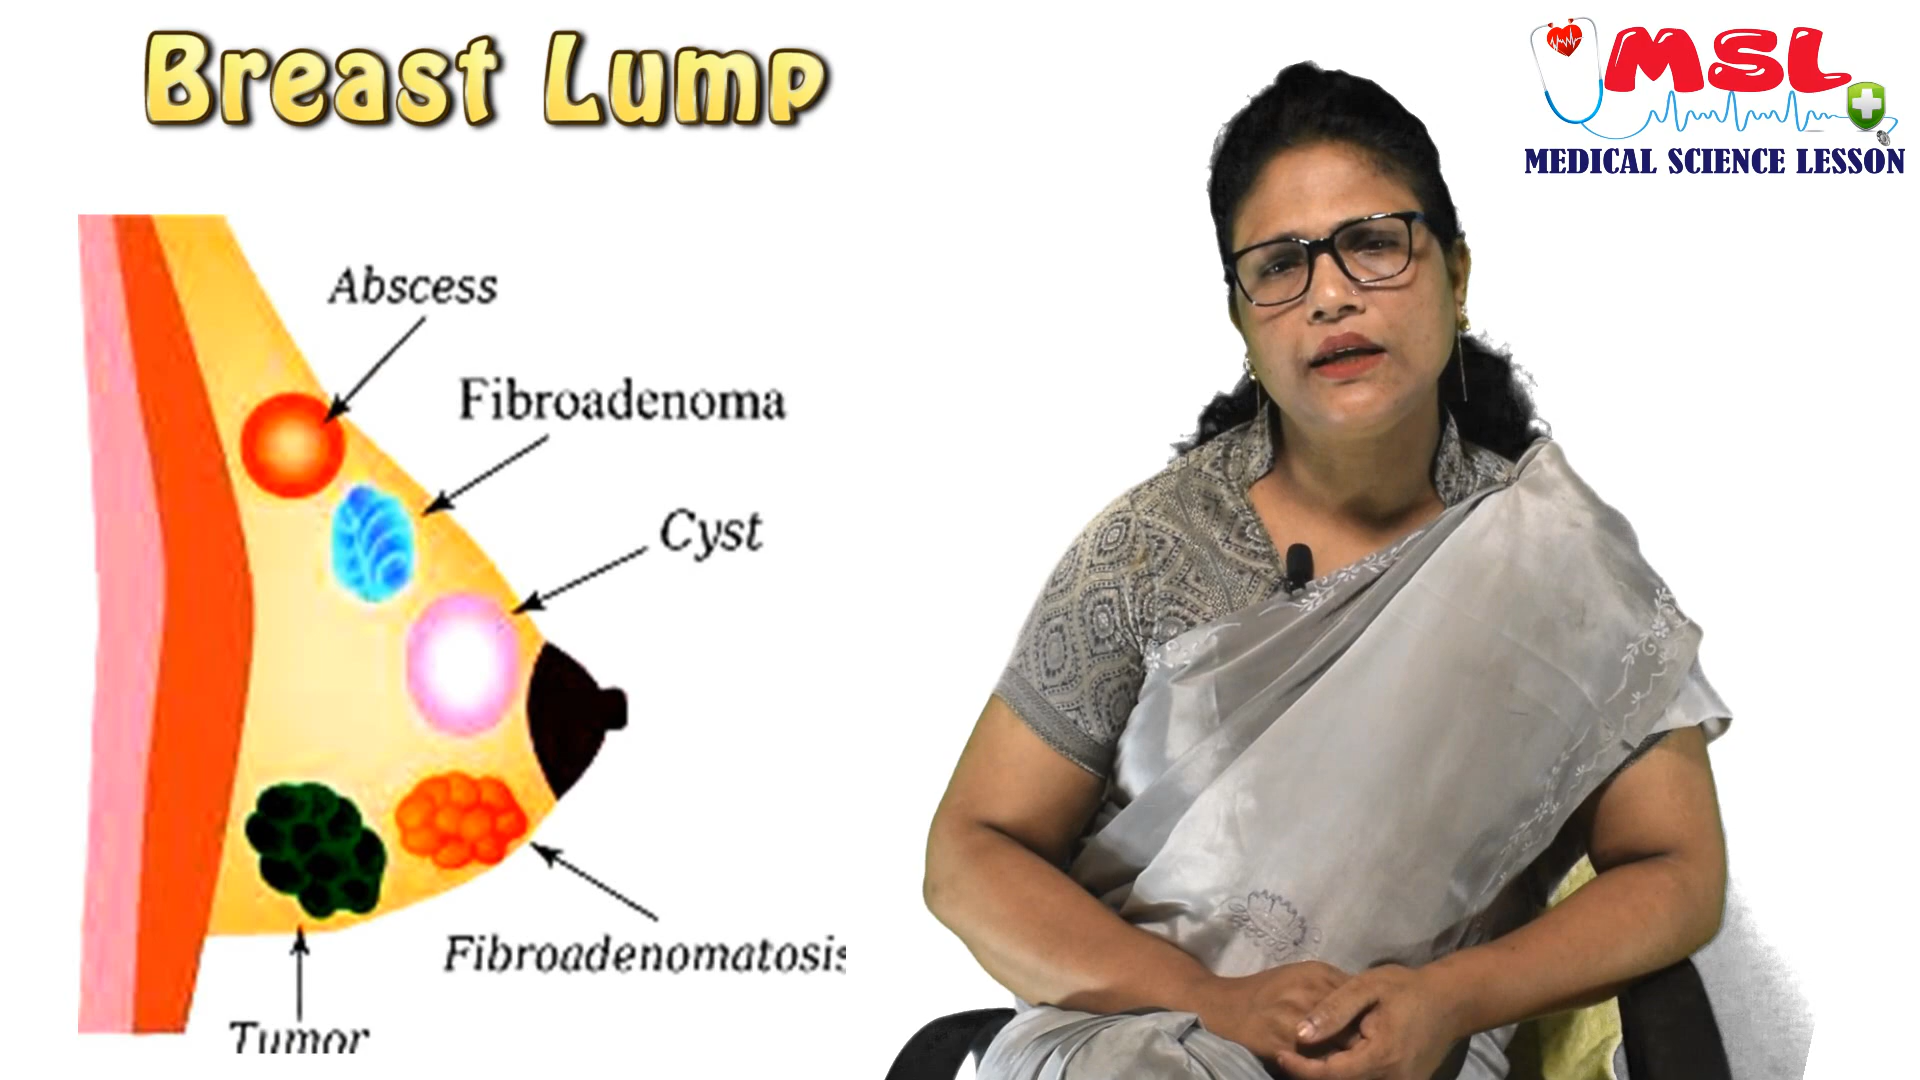 Breast Lump
MSL
MEDICAL SCIENCE LESSON
Abscess
Fibroadenoma
Cyst
Fibroadenomatosis
Tumor